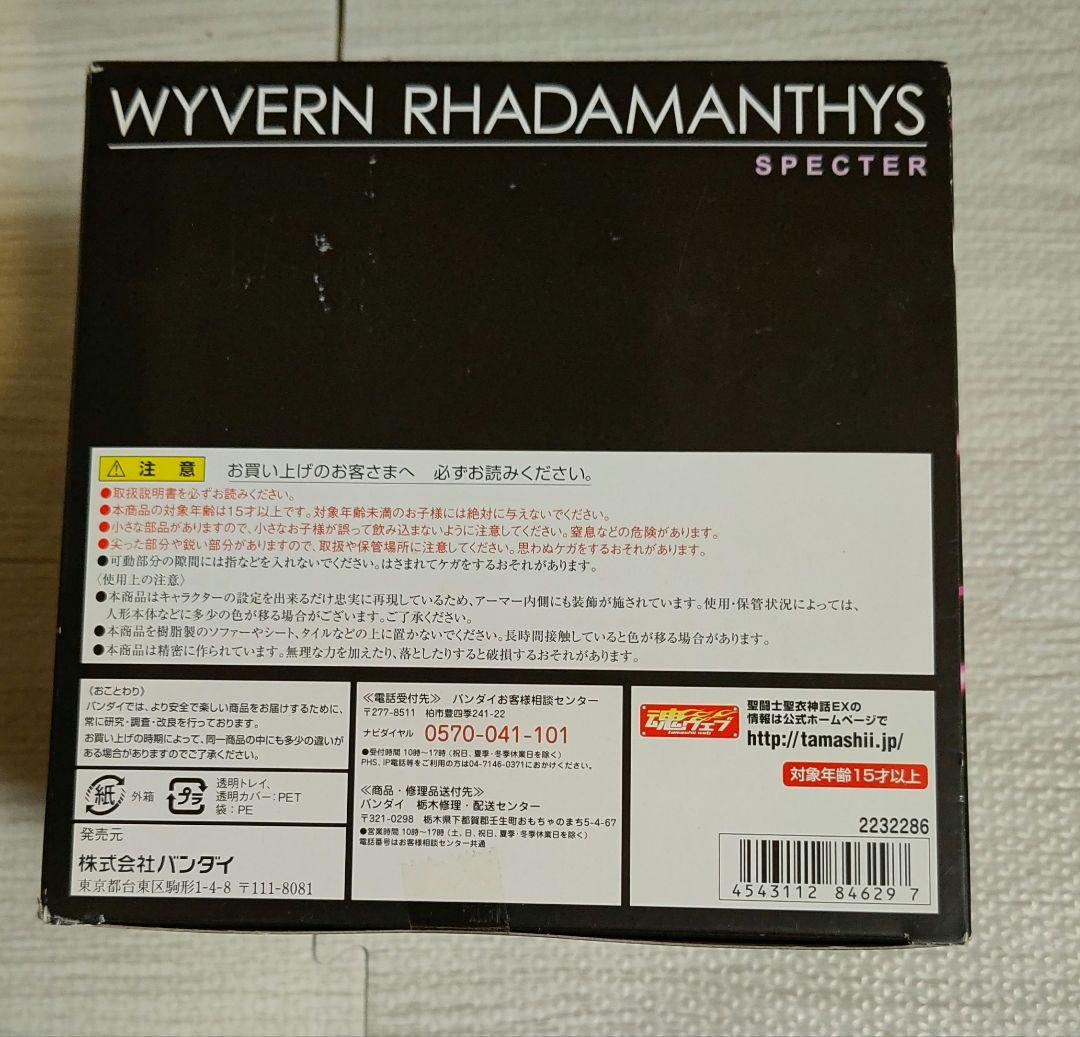 WYVERN RHADAMANTHYS
SPECTER
⚠ 注 意 お買い上げのお客さまへ 必ずお読みください。
●取扱説明書を必ずお読みください。
●本商品の対象年齢は15才以上です。対象年齢未満のお子様には絶対に与えないでください。
●小さな部品がありますので、小さなお子様が誤って飲み込まないように注意してください。窒息などの危険があります。
●尖った部分や鋭い部分がありますので、取扱や保管場所に注意してください。思わぬケガをするおそれがあります。
●可動部分の隙間には指などを入れないでください。はさまれてケガをするおそれがあります。
〈使用上の注意〉
●本商品はキャラクターの設定を出来るだけ忠実に再現しているため、アーマー内側にも装飾が施されています。使用・保管状況によっては、
人形本体などに多少の色が移る場合がございます。ご了承ください。
●本商品を樹脂製のソファーやシート、タイルなどの上に置かないでください。長時間接触していると色が移る場合があります。
●本商品は精密に作られています。無理な力を加えたり、落としたりすると破損するおそれがあります。
《おことわり》
バンダイでは、より安全で楽しい商品をお届けするために、
常に研究・調査・改良を行っております。
お買い上げの時期によって、同一商品の中にも多少の違いが
ある場合がありますのでご了承ください。
紙 外箱
プラ 透明トレイ、
透明カバー:PET
袋:PE
発売元
株式会社バンダイ
東京都台東区駒形1-4-8 〒111-8081
≪電話受付先≫ バンダイお客様相談センター
〒277-8511 柏市豊四季241-22
ナビダイヤル 0570-041-101
●受付時間 10時〜17時 (祝日、夏季・冬季休業日を除く)
PHS、IP電話等をご利用の方は04-7146-0371におかけください。
≪商品・修理品送付先≫
バンダイ 栃木修理・配送センター
〒321-0298 栃木県下都賀郡壬生町おもちゃのまち5-4-67
●営業時間 10時〜17時 (土、日、祝日、夏季・冬季休業日を除く)
電話番号はお客様相談センター共通
魂ウェブ
tamashii web
聖闘士聖衣神話EXの
情報は公式ホームページで
http://tamashii.jp/
対象年齢15才以上
2232286
4543112 846297